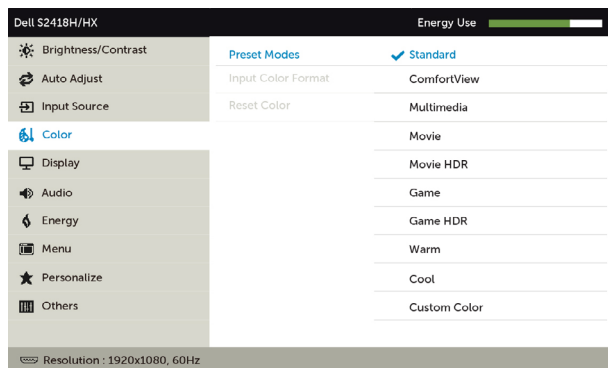 Dell S2418H/HX
Energy Use
Brightness/Contrast
Auto Adjust
Input Source
Color
Display
Audio
Energy
Menu
Personalize
Others
Preset Modes
Input Color Format
Reset Color
Standard
ComfortView
Multimedia
Movie
Movie HDR
Game
Game HDR
Warm
Cool
Custom Color
Resolution : 1920x1080, 60Hz